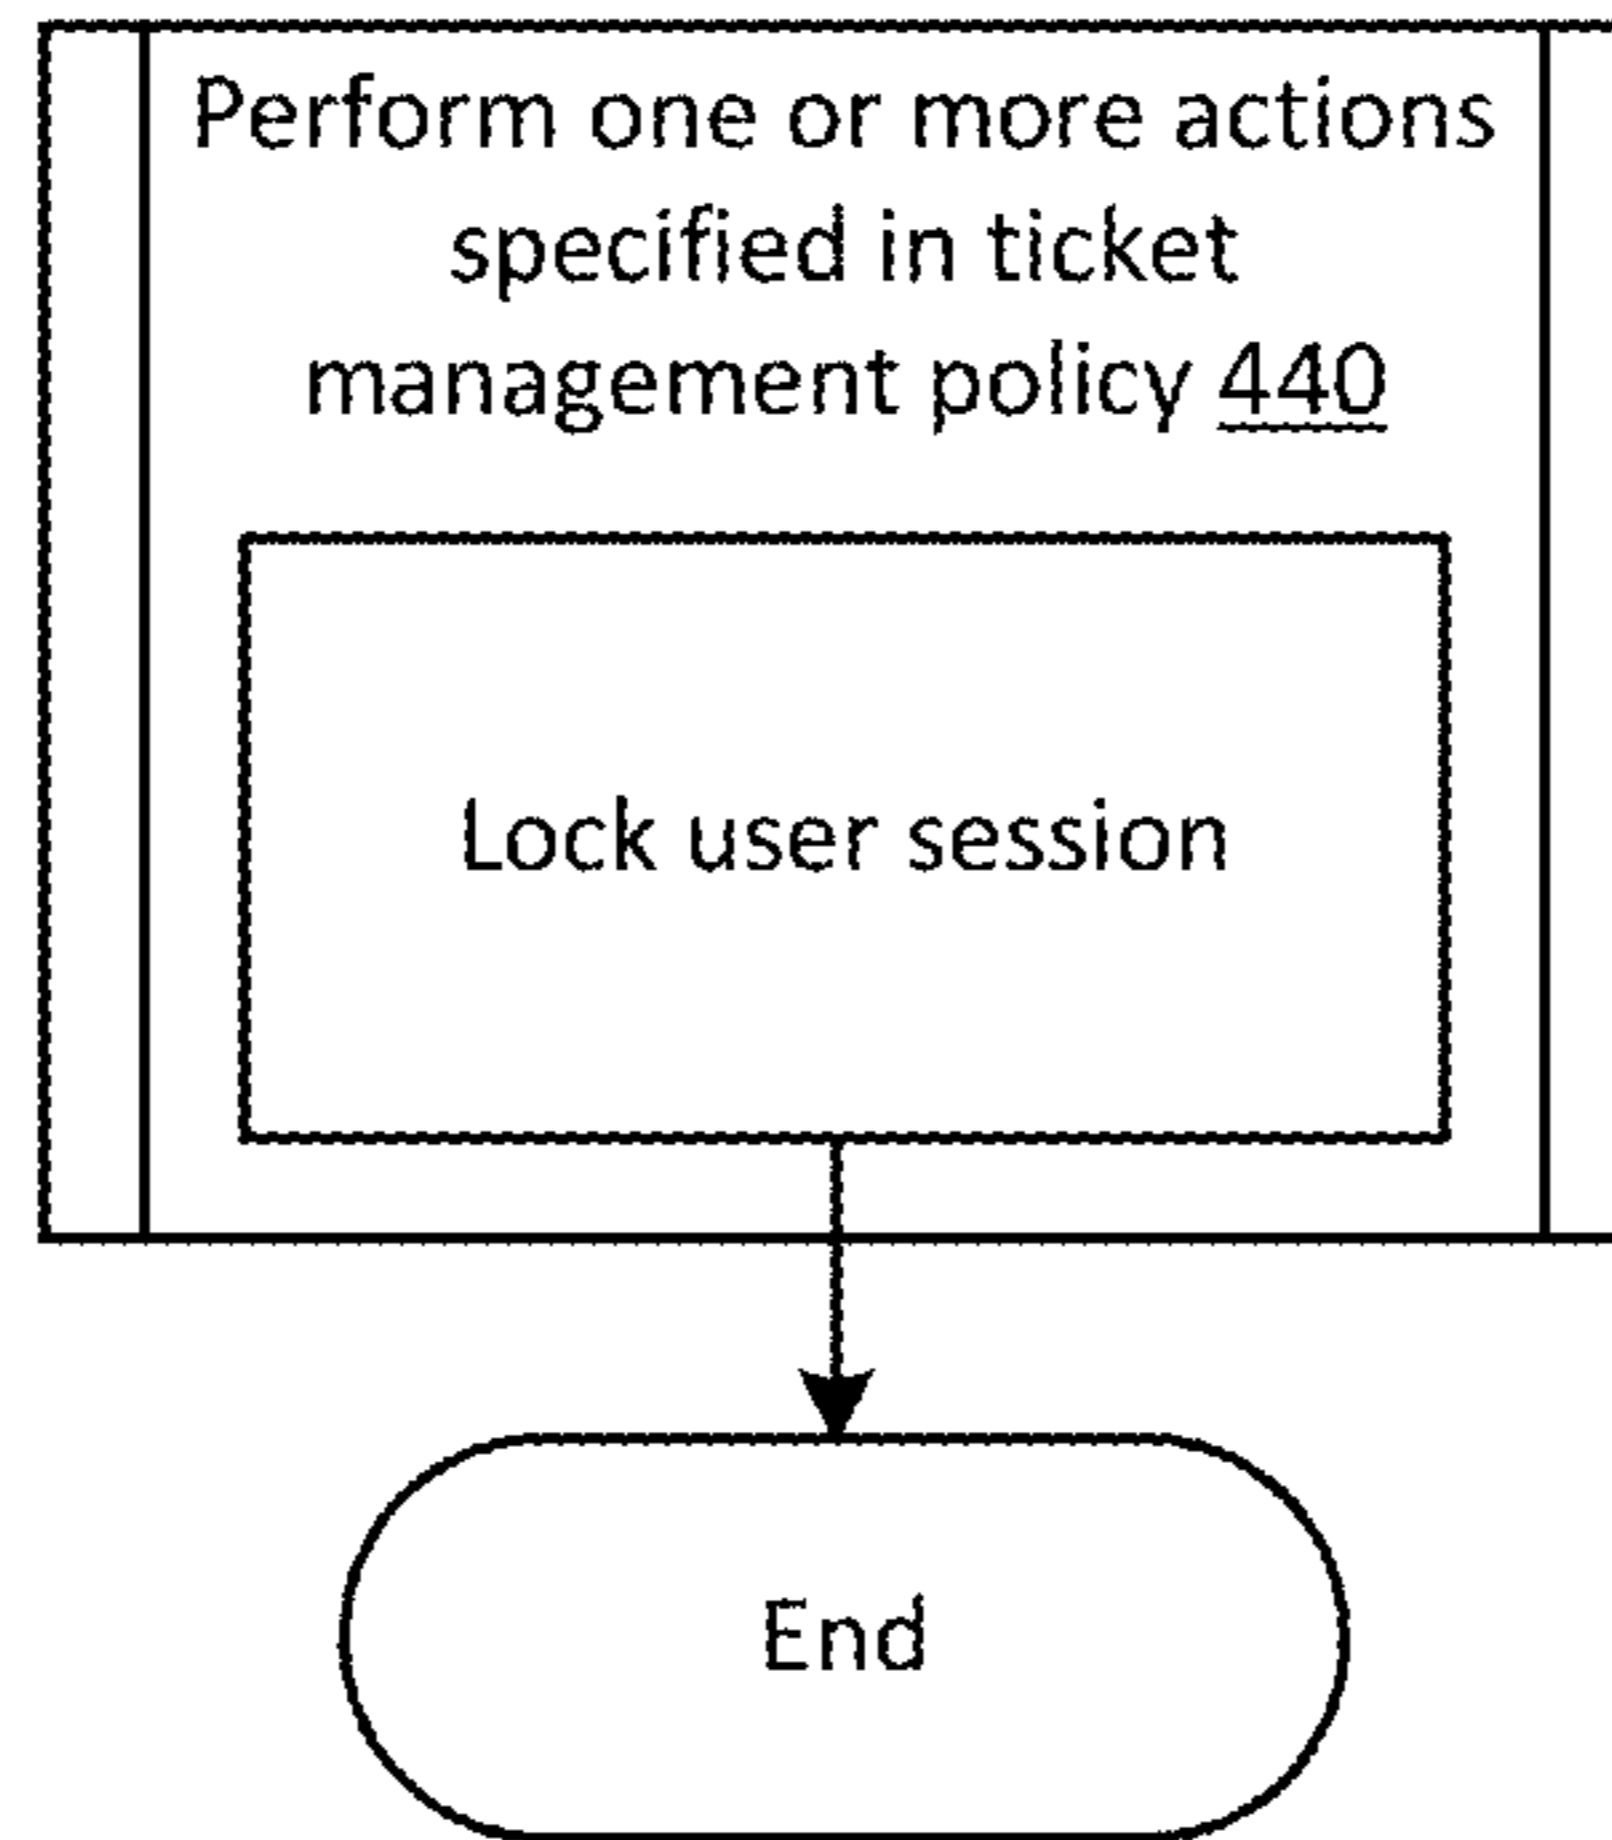 Perform one or more actions
specified in ticket
management policy 440
Lock user session
End